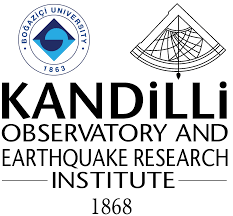 BOĞAZİÇİ UNIVERSITY
1863
KANDiLLi
OBSERVATORY AND
EARTHQUAKE RESEARCH
INSTITUTE
1868